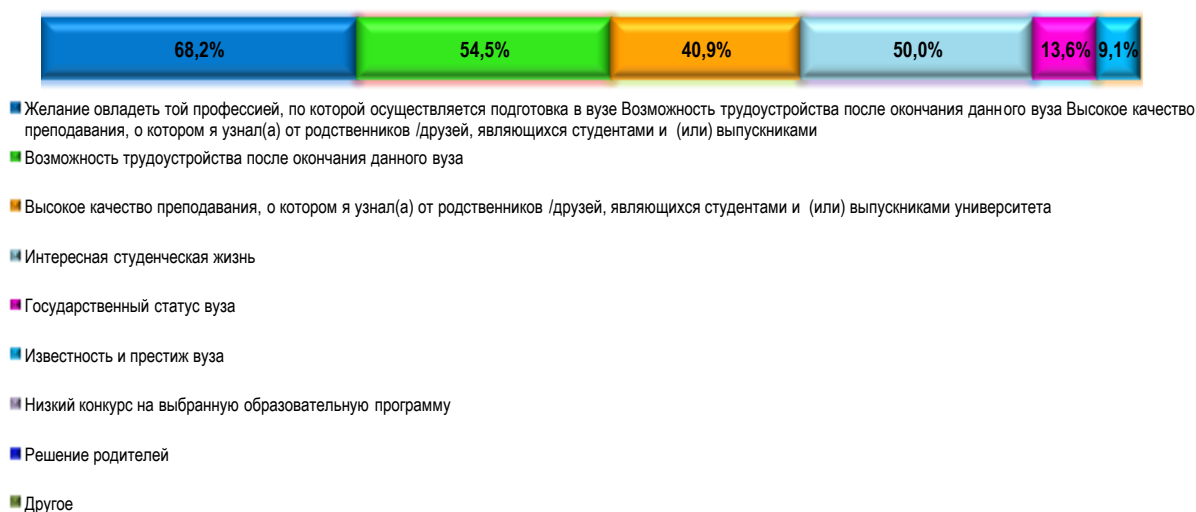 68,2% 54,5% 40,9% 50,0% 13,6% 9,1%
Желание овладеть той профессией, по которой осуществляется подготовка в вузе Возможность трудоустройства после окончания данного вуза Высокое качество
преподавания, о котором я узнал(а) от родственников /друзей, являющихся студентами и (или) выпускниками
Возможность трудоустройства после окончания данного вуза
Высокое качество преподавания, о котором я узнал(а) от родственников /друзей, являющихся студентами и (или) выпускниками университета
Интересная студенческая жизнь
Государственный статус вуза
Известность и престиж вуза
Низкий конкурс на выбранную образовательную программу
Решение родителей
Другое